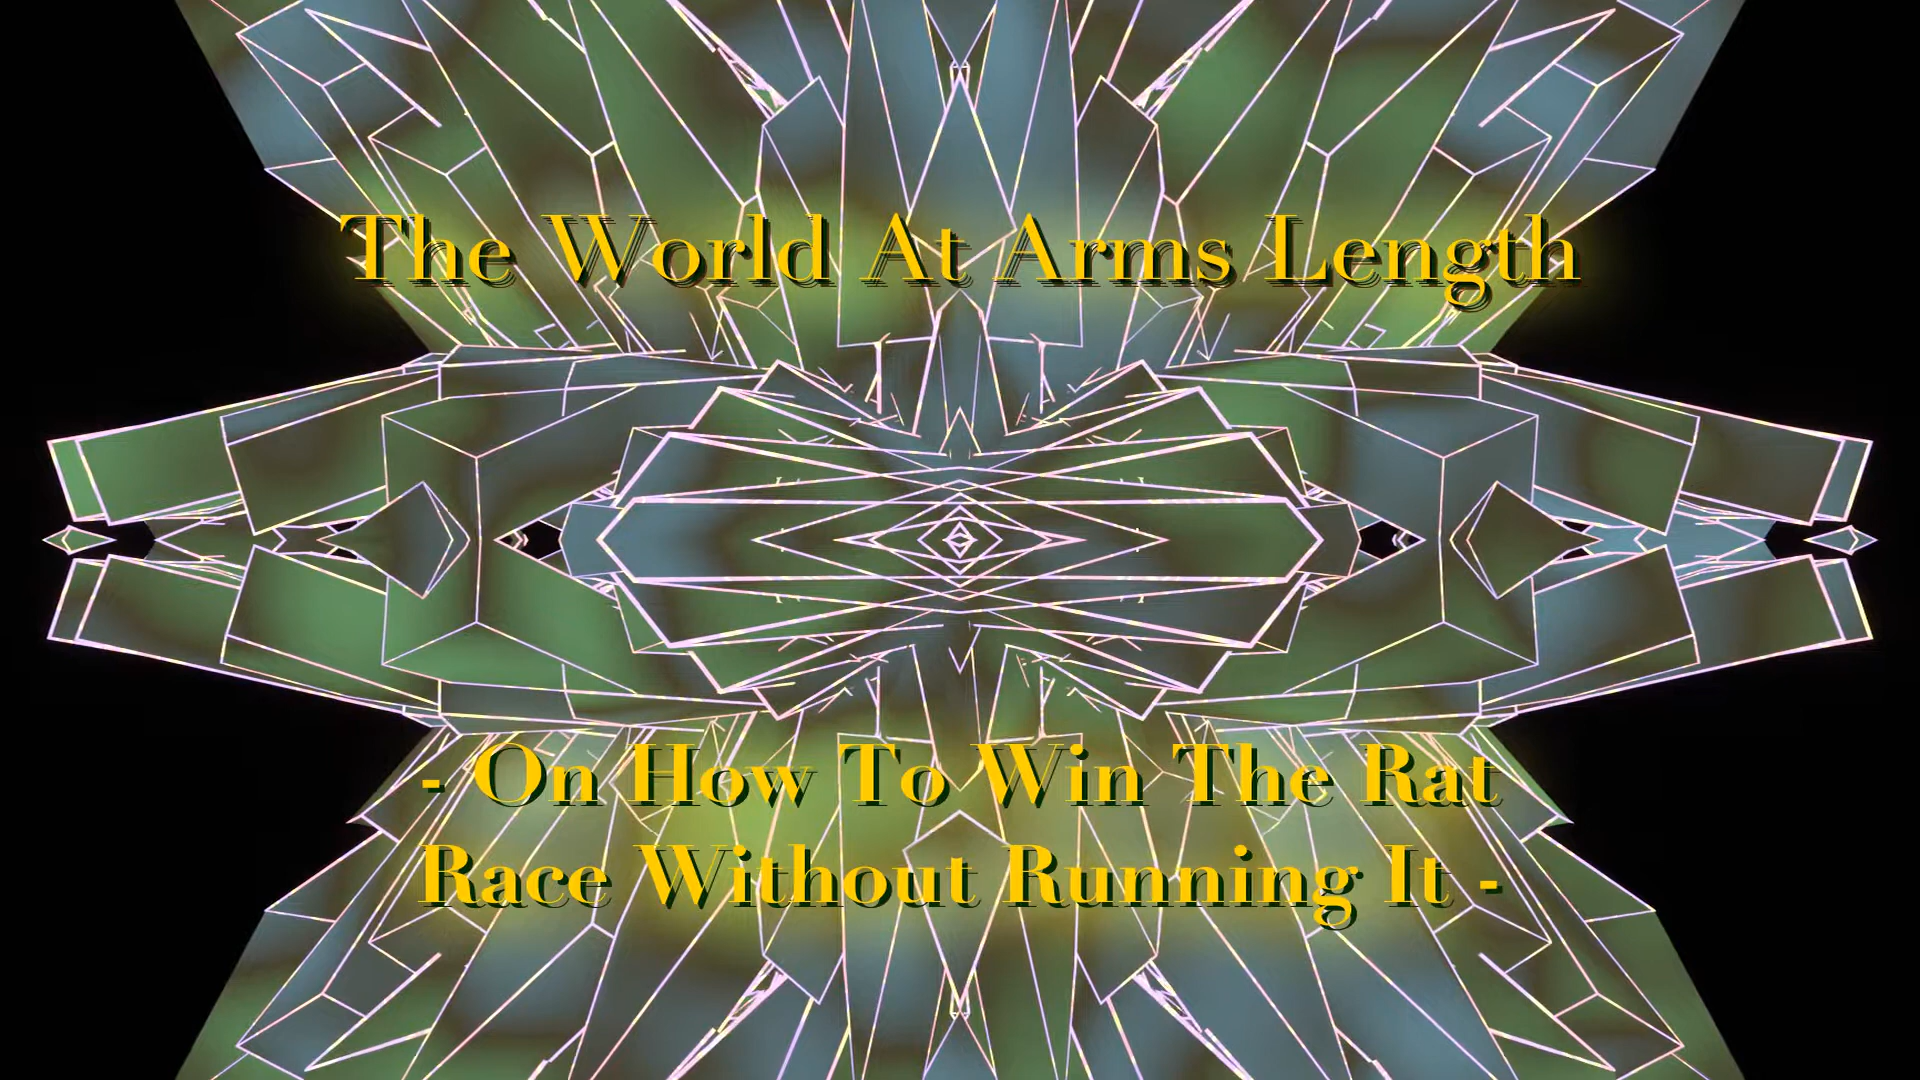 The World At Arms Length
- On How To Win The Rat
Race Without Running It -